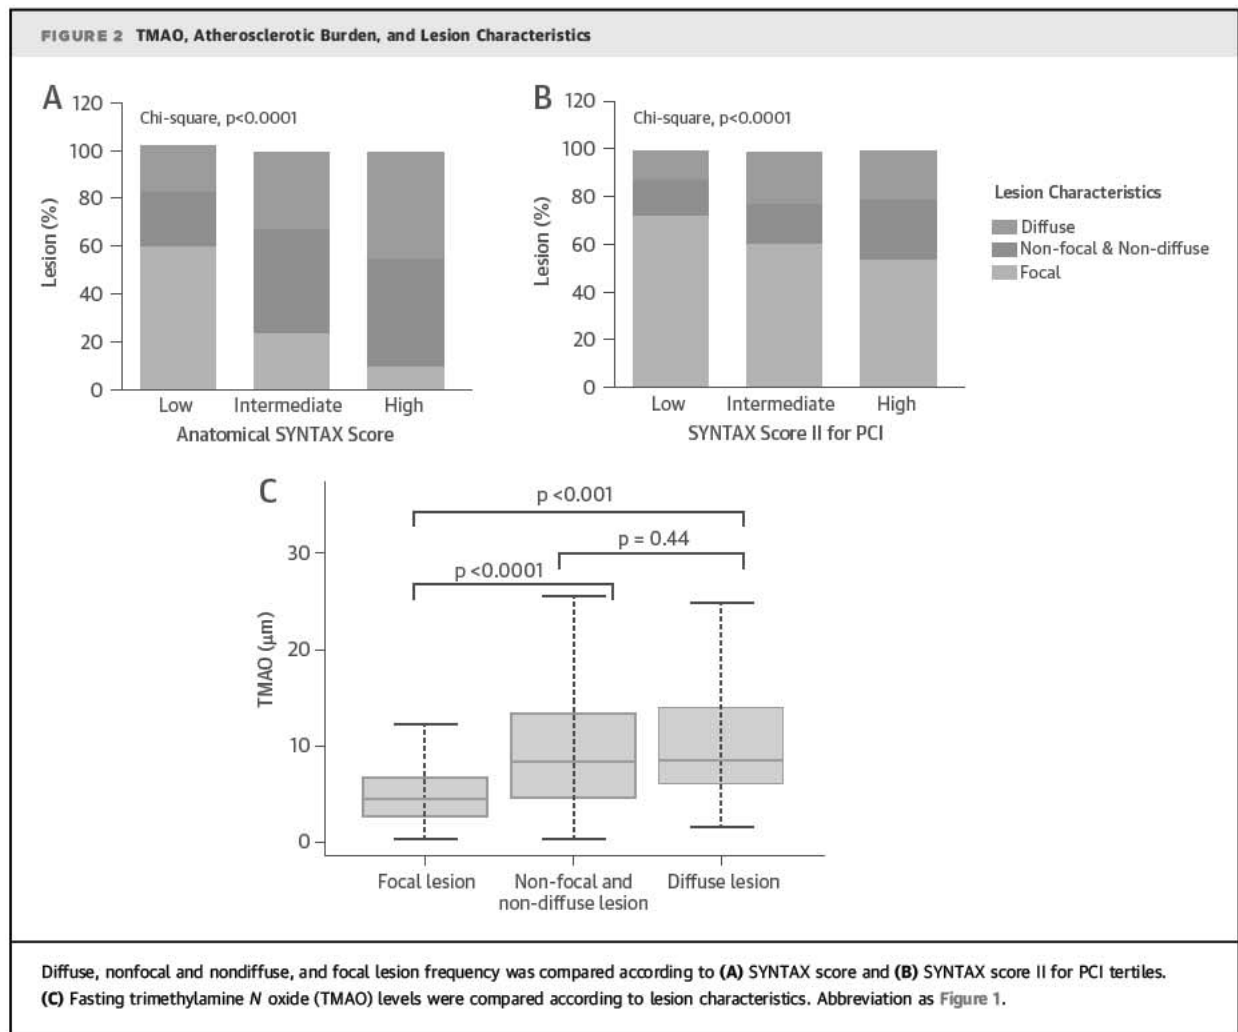 FIGURE 2 TMAO, Atherosclerotic Burden, and Lesion Characteristics
A
120
100
80
60
40
20
0
Lesion (%)
Chi-square, p<0.0001
Low
Intermediate
High
Anatomical SYNTAX Score
B
120
100
80
60
40
20
0
Lesion (%)
Chi-square, p<0.0001
Low
Intermediate
High
SYNTAX Score II for PCI
Lesion Characteristics
Diffuse
Non-focal & Non-diffuse
Focal
C
30
20
10
0
TMAO (µm)
p <0.001
p = 0.44
p <0.0001
Focal lesion
Non-focal and
non-diffuse lesion
Diffuse lesion
Diffuse, nonfocal and nondiffuse, and focal lesion frequency was compared according to (A) SYNTAX score and (B) SYNTAX score II for PCI tertiles.
(C) Fasting trimethylamine N oxide (TMAO) levels were compared according to lesion characteristics. Abbreviation as Figure 1.